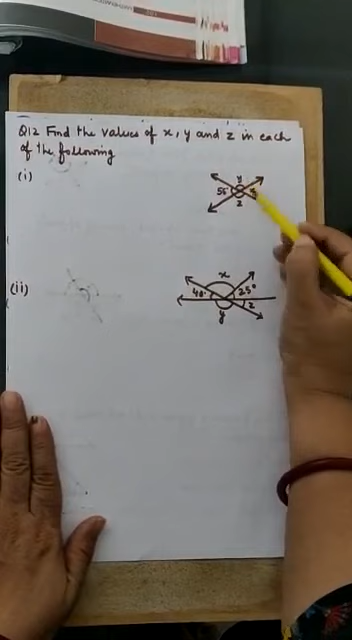 Q12 Find the values of x, y and z in each
of the following
(i)
y
55° x
z
(ii)
x
40° 25°
z
y